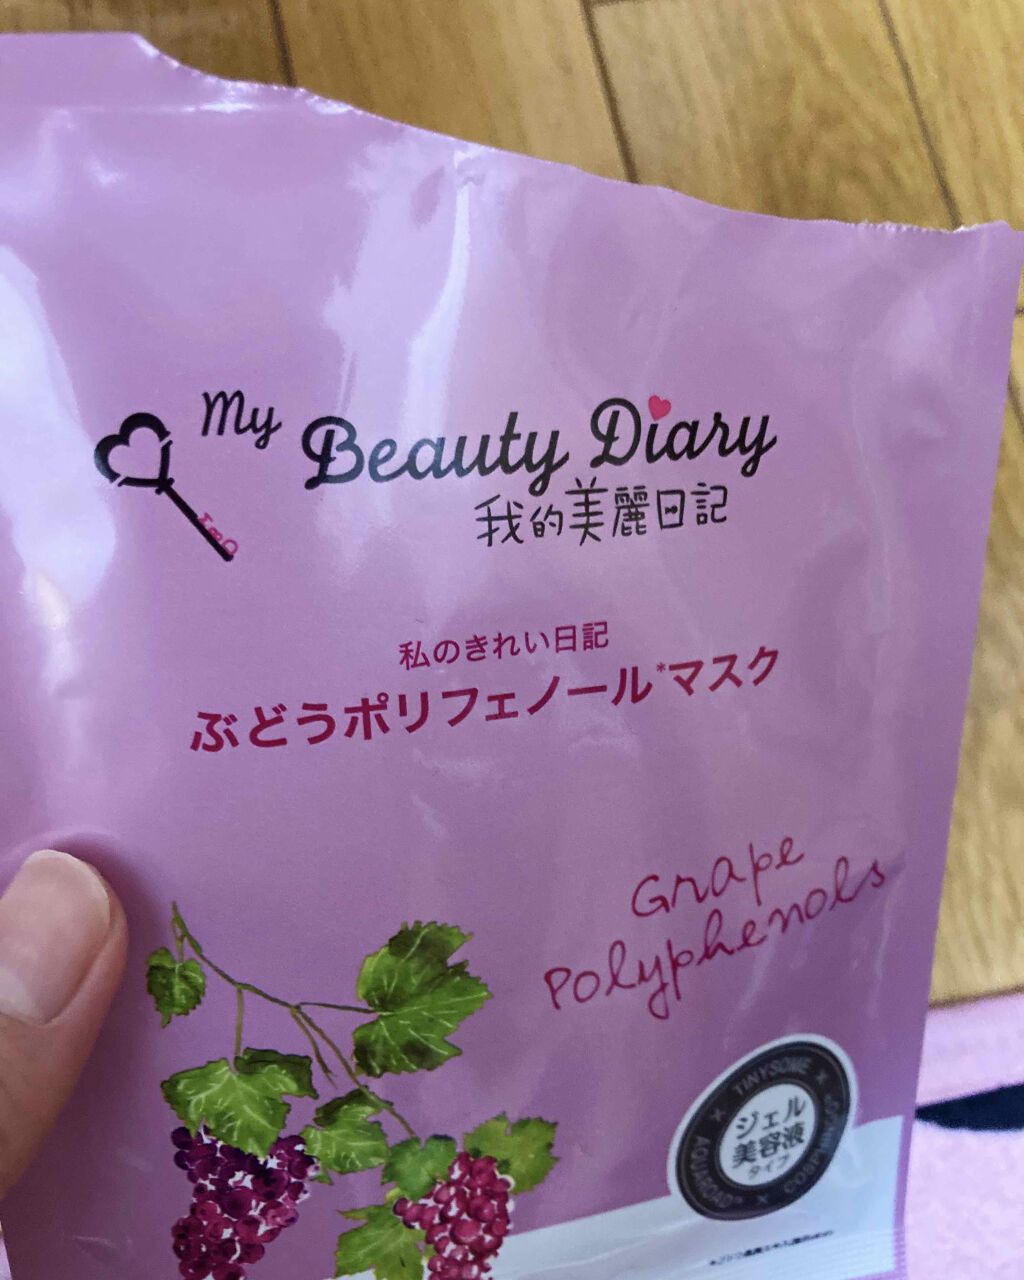 My Beauty Diary
我的美麗日記
私のきれい日記
ぶどうポリフェノール*マスク
Grape
Polyphenols
TINYSOME
ジェル
美容液
タイプ
AQUAROAD